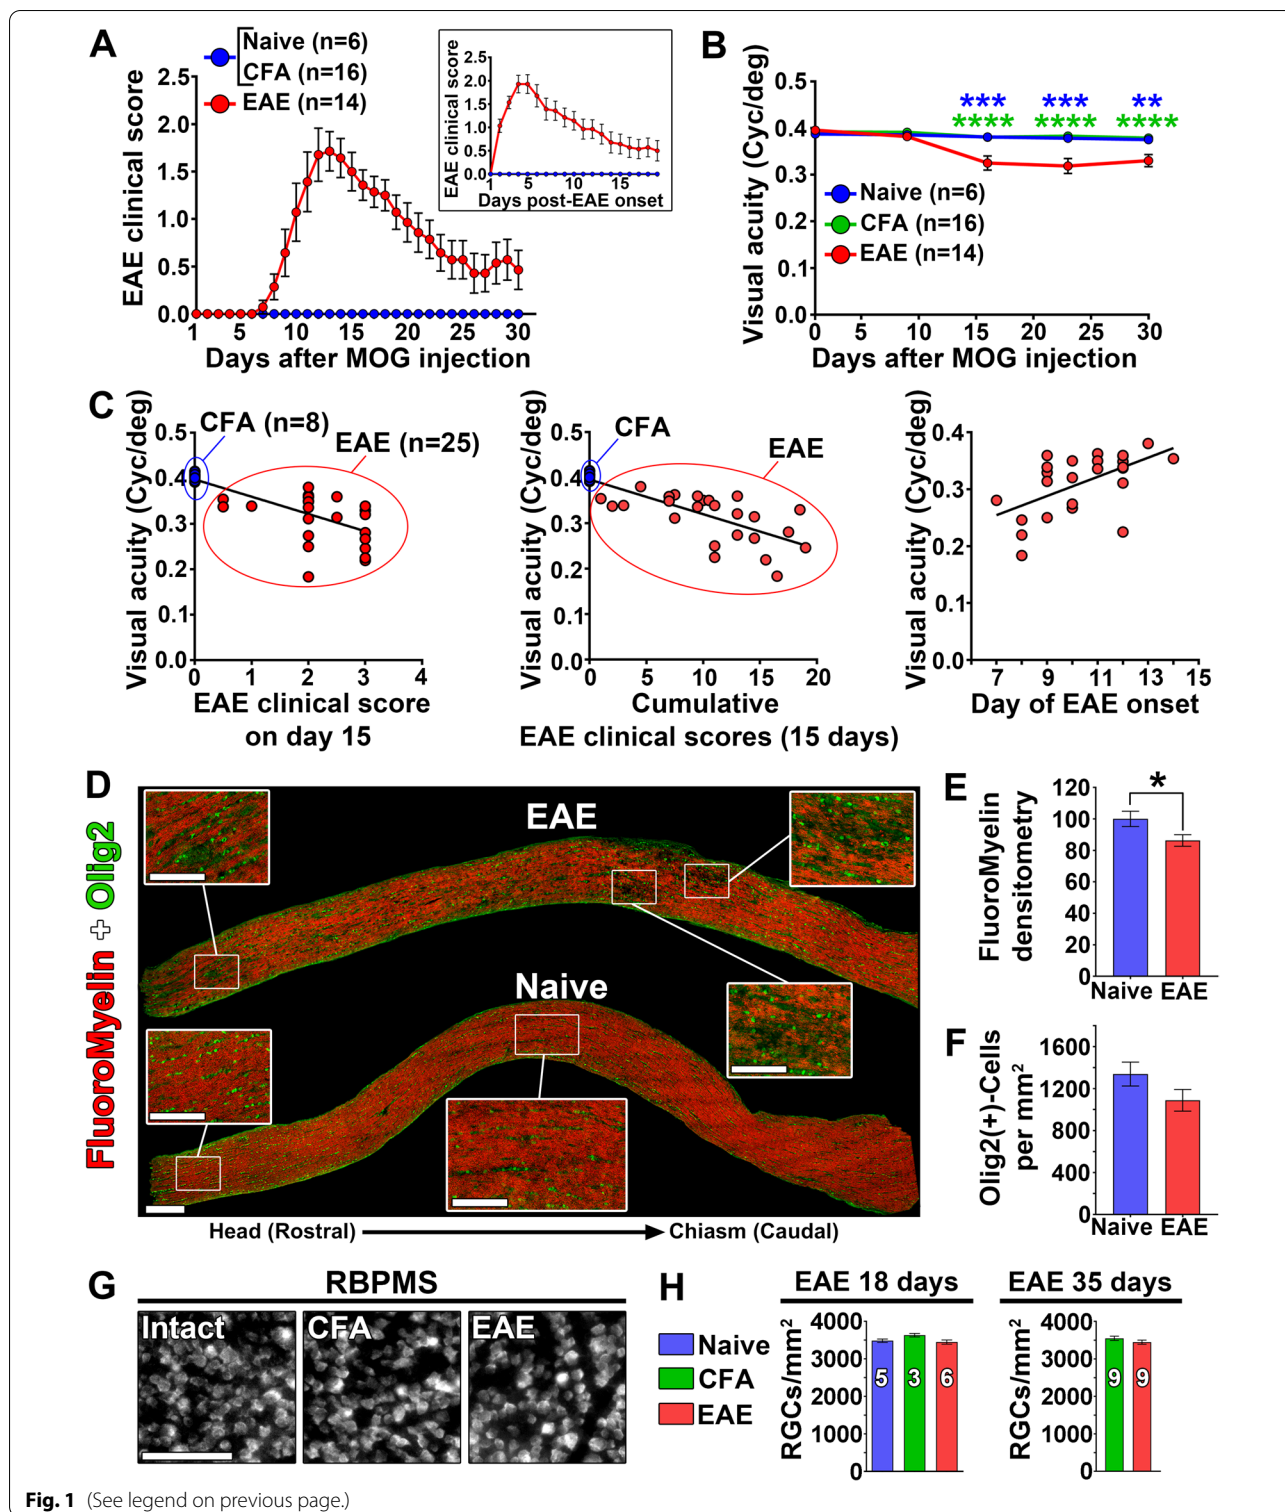 A
Naive (n=6)
CFA (n=16)
EAE (n=14)
EAE clinical score
2.5
2.0
1.5
1.0
0.5
0.0
1 5 10 15 20 25 30
Days after MOG injection
EAE clinical score
2.5
2.0
1.5
1.0
0.5
0.0
1 5 10 15
Days post-EAE onset
B
Visual acuity (Cyc/deg)
0.5
0.4
0.3
0.2
0.1
0.0
*** *** **
**** **** ****
Naive (n=6)
CFA (n=16)
EAE (n=14)
0 5 10 15 20 25 30
Days after MOG injection
C
Visual acuity (Cyc/deg)
0.5
0.4
0.3
0.2
0.1
0.0
CFA (n=8)
EAE (n=25)
0 1 2 3 4
EAE clinical score
on day 15
Visual acuity (Cyc/deg)
0.5
0.4
0.3
0.2
0.1
0.0
CFA
EAE
0 5 10 15 20
Cumulative
EAE clinical scores (15 days)
Visual acuity (Cyc/deg)
0.4
0.3
0.2
0.1
0.0
7 9 11 13 15
Day of EAE onset
D
FluoroMyelin + Olig2
EAE
Naive
Head (Rostral) Chiasm (Caudal)
E
FluoroMyelin
densitometry
120
100
80
60
40
20
0
*
Naive EAE
F
Olig2(+)-Cells
per mm²
1600
1200
800
400
0
Naive EAE
G
RBPMS
Intact CFA EAE
H
Naive
CFA
EAE
EAE 18 days
RGCs/mm²
4000
3000
2000
1000
0
5 3 6
EAE 35 days
RGCs/mm²
4000
3000
2000
1000
0
9 9
Fig. 1 (See legend on previous page.)